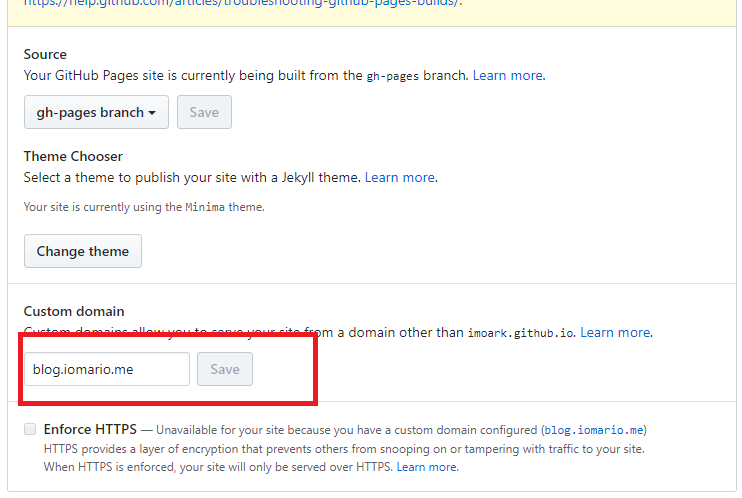 https://help.github.com/articles/troubleshooting-github-pages-builds/.
Source
Your GitHub Pages site is currently being built from the gh-pages branch. Learn more.
gh-pages branch Save
Theme Chooser
Select a theme to publish your site with a Jekyll theme. Learn more.
Your site is currently using the Minima theme.
Change theme
Custom domain
Custom domains allow you to serve your site from a domain other than imoark.github.io. Learn more.
blog.iomario.me Save
Enforce HTTPS — Unavailable for your site because you have a custom domain configured (blog.iomario.me)
HTTPS provides a layer of encryption that prevents others from snooping on or tampering with traffic to your site.
When HTTPS is enforced, your site will only be served over HTTPS. Learn more.